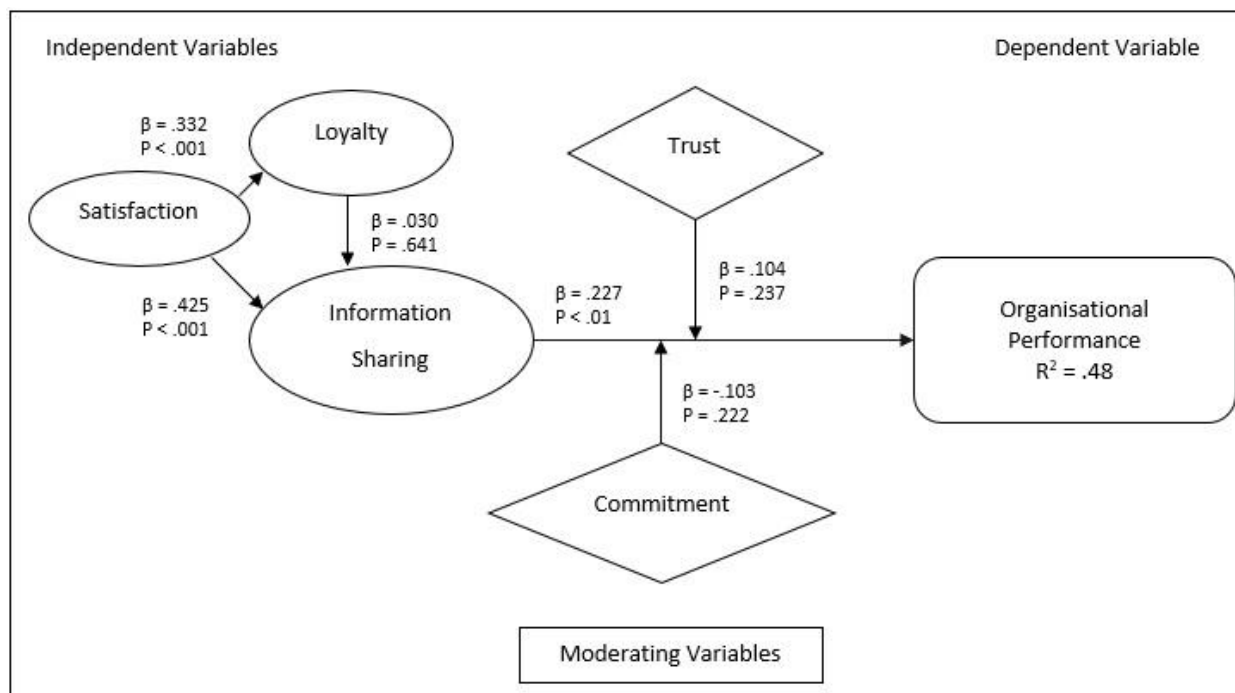 Independent Variables
Dependent Variable
β = .332
P < .001
Loyalty
Trust
Satisfaction
β = .030
P = .641
β = .425
P < .001
Information
Sharing
β = .227
P < .01
β = .104
P = .237
Organisational
Performance
R² = .48
β = -.103
P = .222
Commitment
Moderating Variables